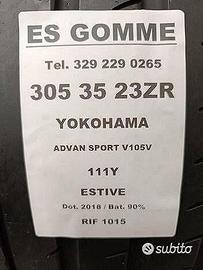 ES GOMME
Tel. 329 229 0265
305 35 23ZR
YOKOHAMA
ADVAN SPORT V105V
111Y
ESTIVE
Dot. 2018 / Bat. 90%
RIF 1015
subito